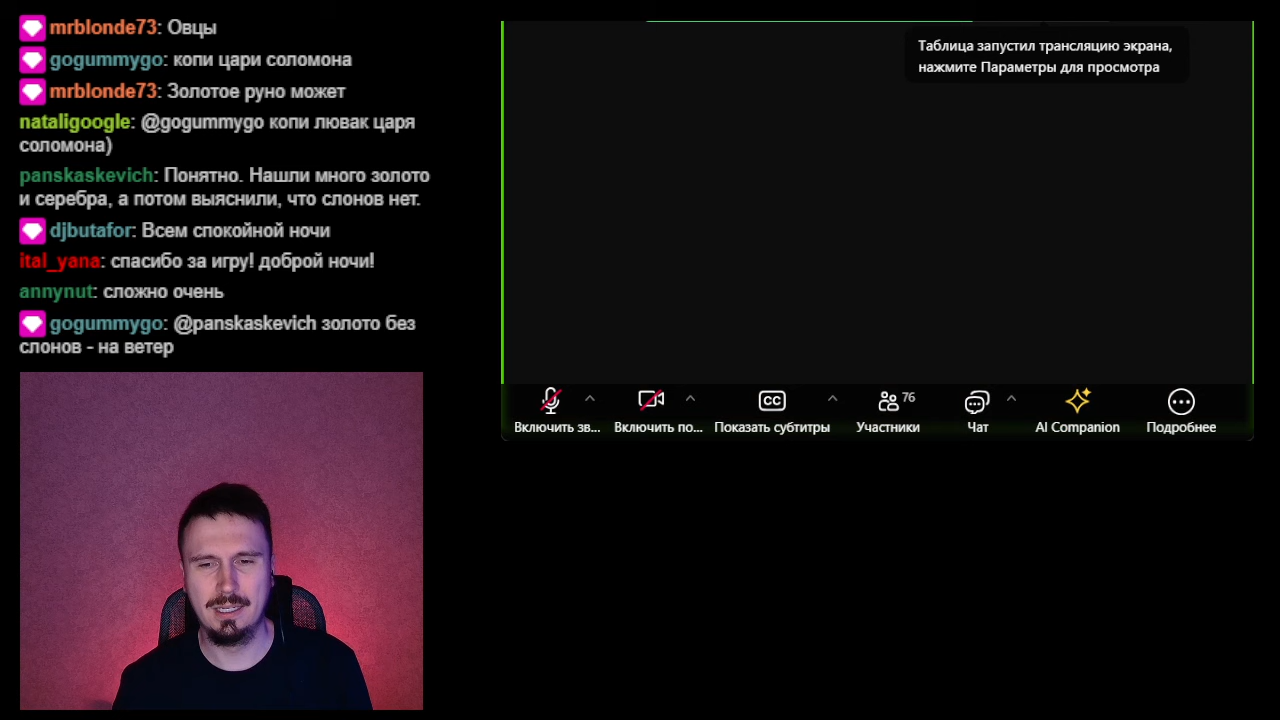 mrblonde73: Овцы
gogummygo: копи цари соломона
mrblonde73: Золотое руно может
nataligoogle: @gogummygo копи лювак царя
соломона)
panskaskevich: Понятно. Нашли много золото
и серебра, а потом выяснили, что слонов нет.
djbutafor: Всем спокойной ночи
ital_yana: спасибо за игру! доброй ночи!
annynut: сложно очень
gogummygo: @panskaskevich золото без
слонов - на ветер
Таблица запустил трансляцию экрана,
нажмите Параметры для просмотра
CC 76
Включить зв... Включить по... Показать субтитры Участники Чат AI Companion Подробнее